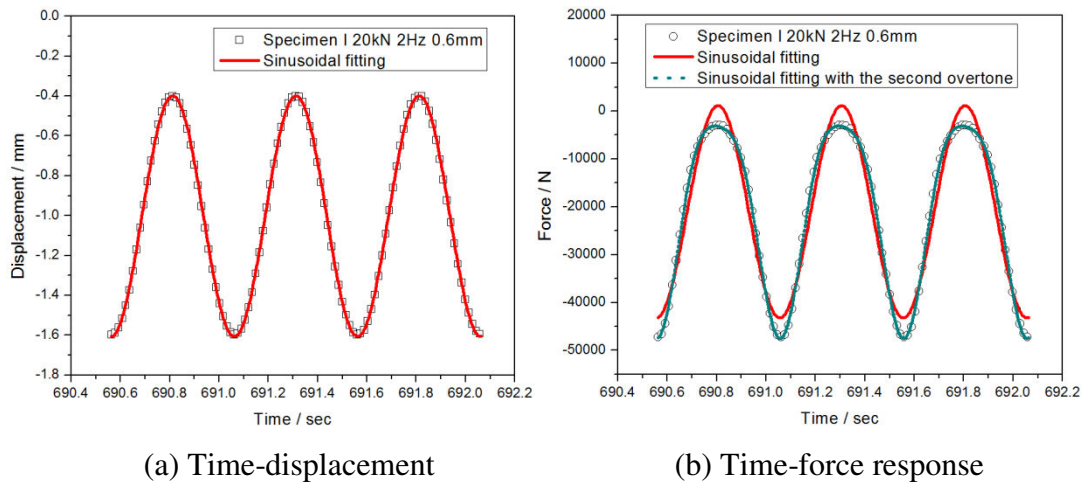 0.0
-0.2
-0.4
-0.6
-0.8
-1.0
-1.2
-1.4
-1.6
-1.8
Displacement / mm
Specimen I 20kN 2Hz 0.6mm
Sinusoidal fitting
690.4 690.6 690.8 691.0 691.2 691.4 691.6 691.8 692.0 692.2
Time / sec
(a) Time-displacement
20000
10000
0
-10000
-20000
-30000
-40000
-50000
Force / N
Specimen I 20kN 2Hz 0.6mm
Sinusoidal fitting
Sinusoidal fitting with the second overtone
690.4 690.6 690.8 691.0 691.2 691.4 691.6 691.8 692.0 692.2
Time / sec
(b) Time-force response